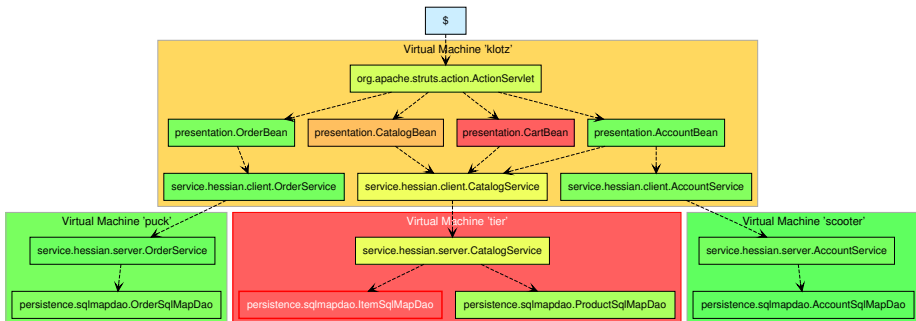 $
Virtual Machine 'klotz'
org.apache.struts.action.ActionServlet
presentation.OrderBean presentation.CatalogBean presentation.CartBean presentation.AccountBean
service.hessian.client.OrderService service.hessian.client.CatalogService service.hessian.client.AccountService
Virtual Machine 'puck' Virtual Machine 'tier' Virtual Machine 'scooter'
service.hessian.server.OrderService service.hessian.server.CatalogService service.hessian.server.AccountService
persistence.sqlmapdao.OrderSqlMapDao persistence.sqlmapdao.ItemSqlMapDao persistence.sqlmapdao.ProductSqlMapDao persistence.sqlmapdao.AccountSqlMapDao